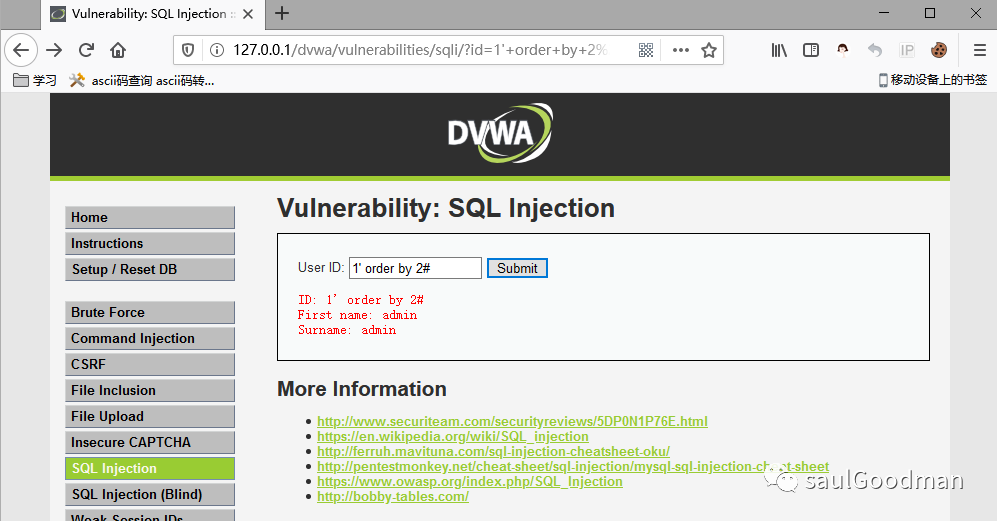 Vulnerability: SQL Injection ::
127.0.0.1/dvwa/vulnerabilities/sqli/?id=1'+order+by+2%
学习
ascii码查询 ascii码转...
移动设备上的书签
DVWA
Home
Instructions
Setup / Reset DB
Brute Force
Command Injection
CSRF
File Inclusion
File Upload
Insecure CAPTCHA
SQL Injection
SQL Injection (Blind)
Weak Session IDs
Vulnerability: SQL Injection
User ID: 1' order by 2# Submit
ID: 1' order by 2#
First name: admin
Surname: admin
More Information
http://www.securiteam.com/securityreviews/5DP0N1P76E.html
https://en.wikipedia.org/wiki/SQL_injection
http://ferruh.mavituna.com/sql-injection-cheatsheet-oku/
http://pentestmonkey.net/cheat-sheet/sql-injection/mysql-sql-injection-cheat-sheet
https://www.owasp.org/index.php/SQL_Injection
http://bobby-tables.com/
saulGoodman